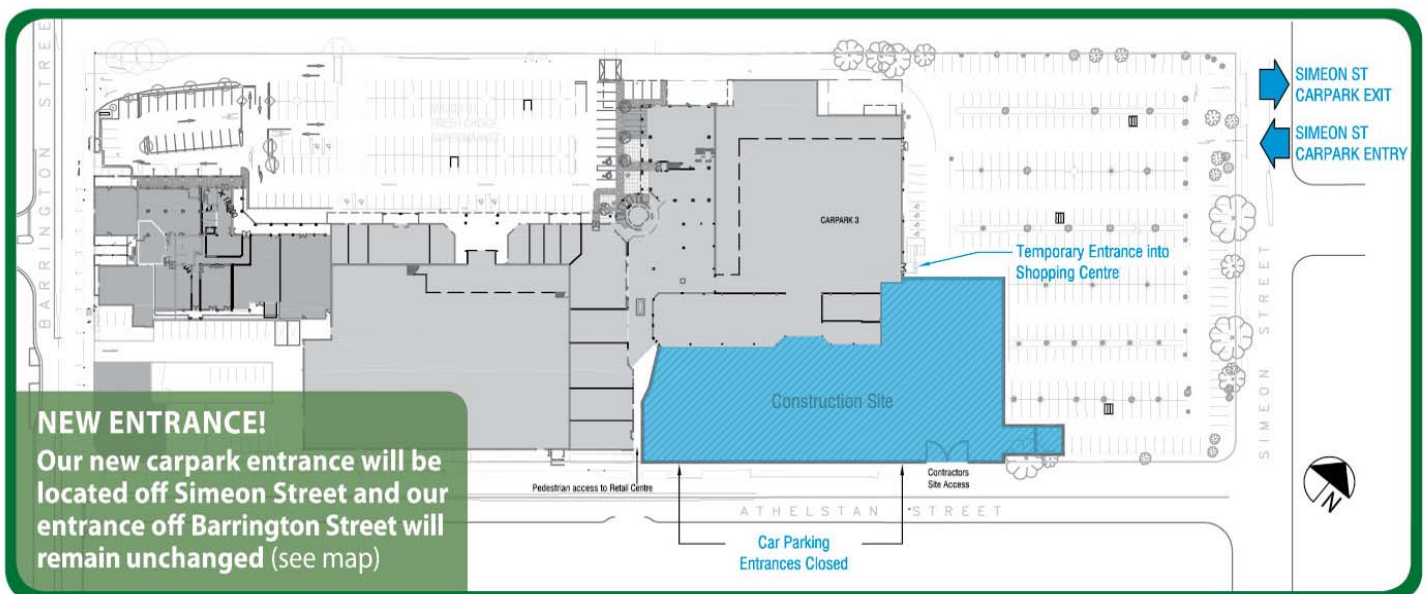 BARRINGTON STREET
SIMEON ST
CARPARK EXIT
SIMEON ST
CARPARK ENTRY
CARPARK 3
Temporary Entrance into
Shopping Centre
SIMEON STREET
Construction Site
NEW ENTRANCE!
Our new carpark entrance will be
located off Simeon Street and our
entrance off Barrington Street will
remain unchanged (see map)
Pedestrian access to Retail Centre
Contractors
Site Access
ATHELSTAN STREET
Car Parking
Entrances Closed
N